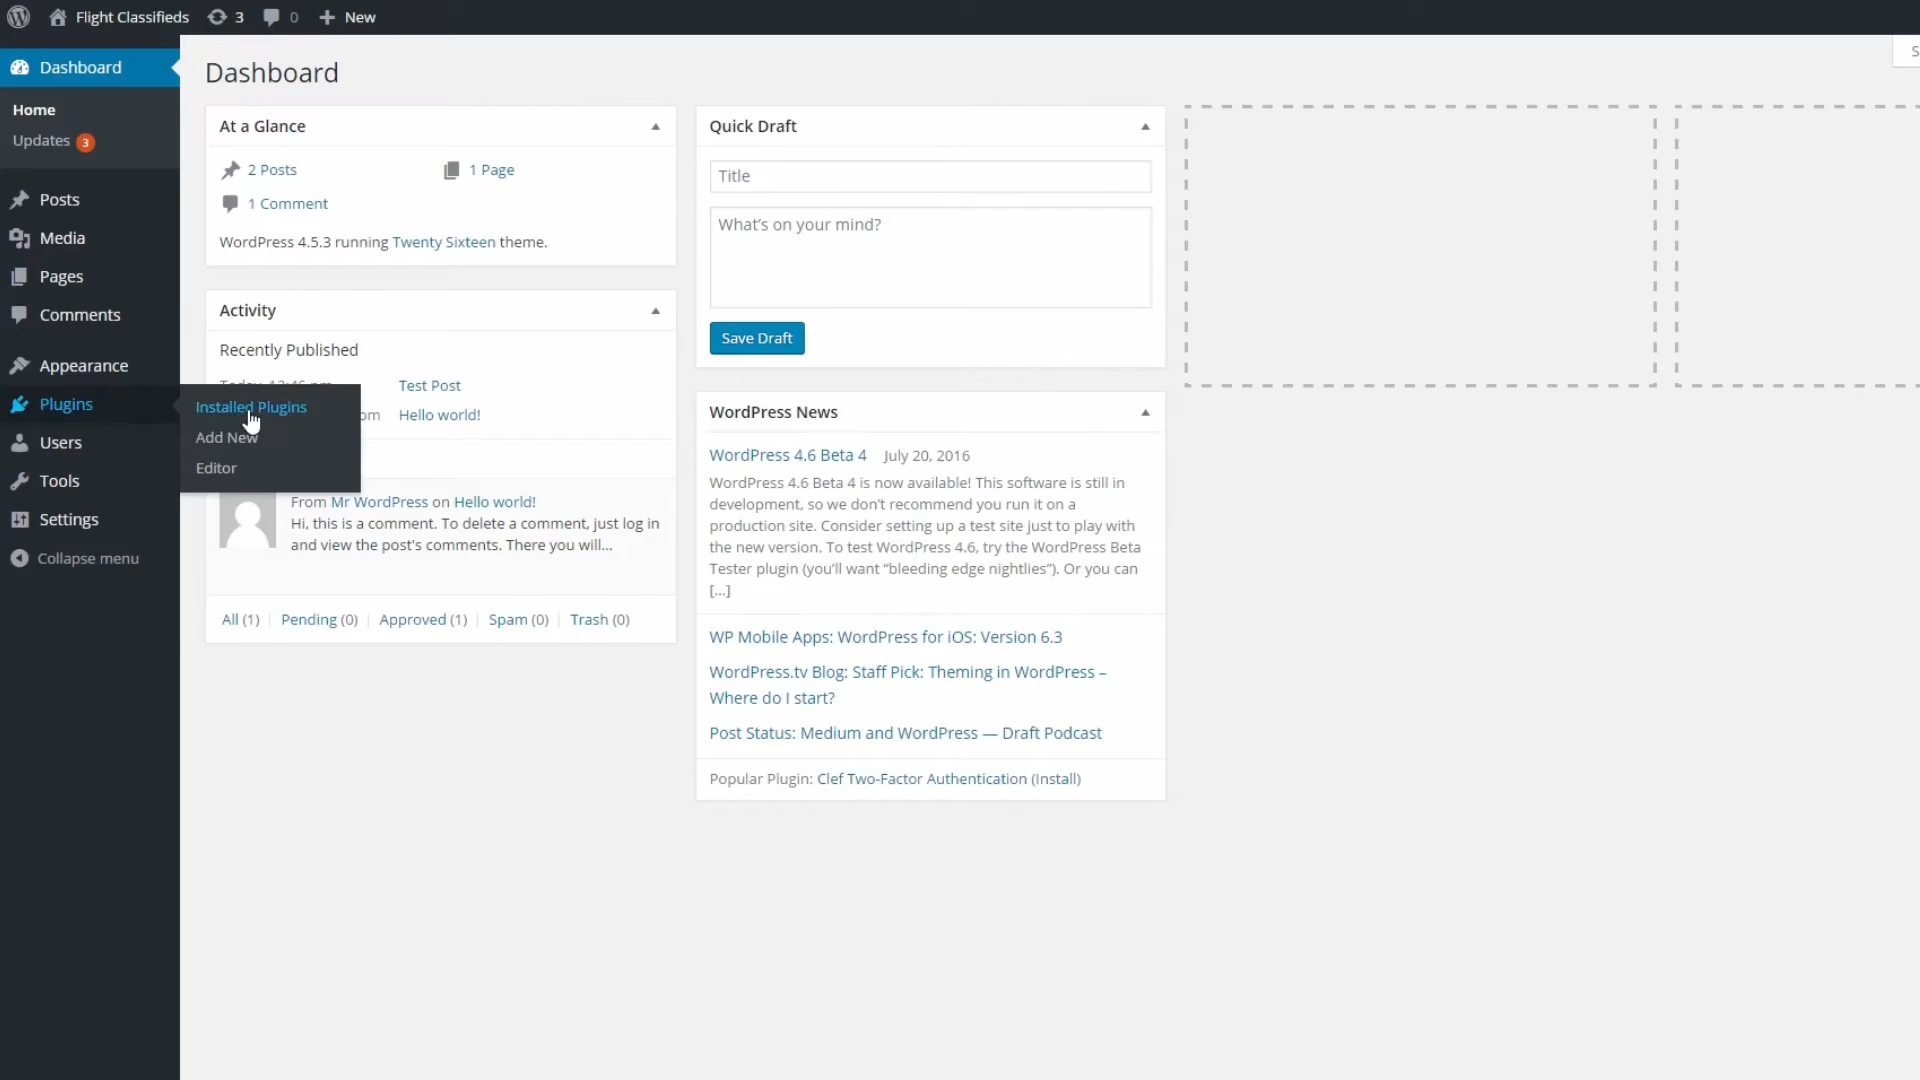 Flight Classifieds 3 0 New
S
Dashboard
Home
Updates 3
Posts
Media
Pages
Comments
Appearance
Plugins
Users
Tools
Settings
Collapse menu
Installed Plugins
Add New
Editor
Dashboard
At a Glance
2 Posts 1 Page
1 Comment
WordPress 4.5.3 running Twenty Sixteen theme.
Activity
Recently Published
Test Post
pm Hello world!
From Mr WordPress on Hello world!
Hi, this is a comment. To delete a comment, just log in
and view the post's comments. There you will...
All (1) | Pending (0) | Approved (1) | Spam (0) | Trash (0)
Quick Draft
Title
What's on your mind?
Save Draft
WordPress News
WordPress 4.6 Beta 4 July 20, 2016
WordPress 4.6 Beta 4 is now available! This software is still in
development, so we don't recommend you run it on a
production site. Consider setting up a test site just to play with
the new version. To test WordPress 4.6, try the WordPress Beta
Tester plugin (you'll want “bleeding edge nightlies”). Or you can
[...]
WP Mobile Apps: WordPress for iOS: Version 6.3
WordPress.tv Blog: Staff Pick: Theming in WordPress –
Where do I start?
Post Status: Medium and WordPress — Draft Podcast
Popular Plugin: Clef Two-Factor Authentication (Install)